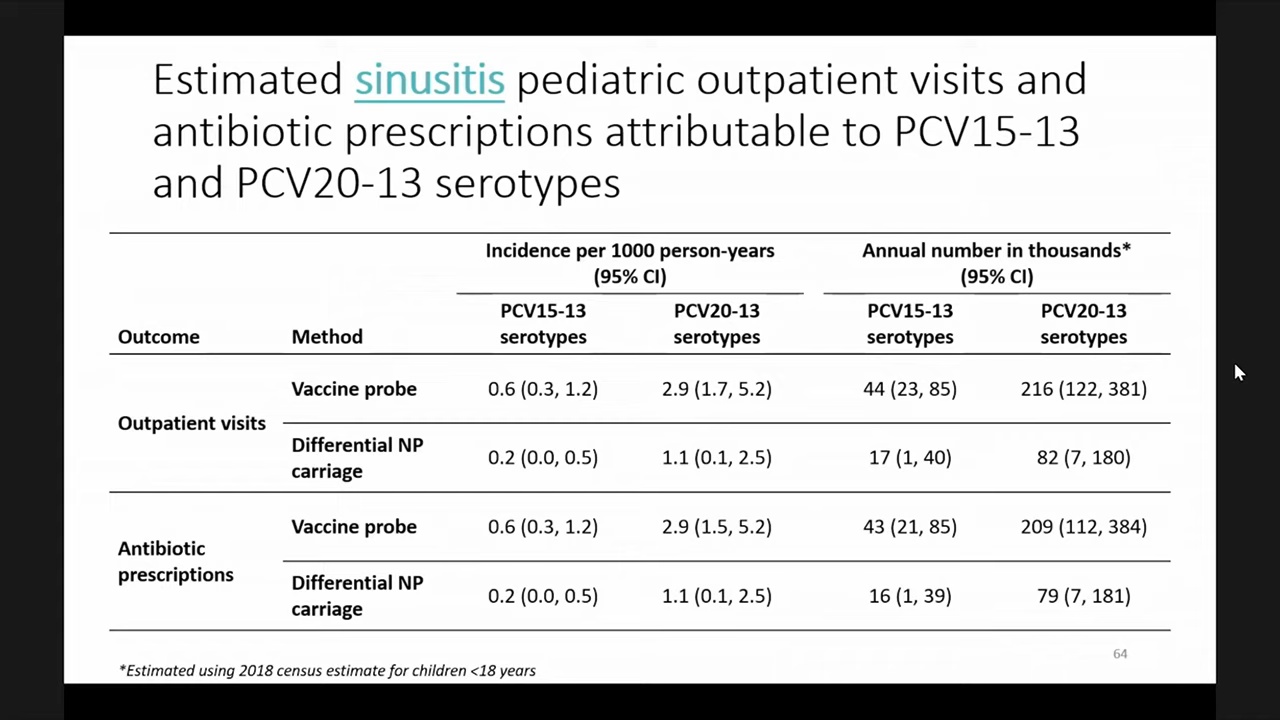 Estimated sinusitis pediatric outpatient visits and
antibiotic prescriptions attributable to PCV15-13
and PCV20-13 serotypes
Incidence per 1000 person-years
(95% CI)
Annual number in thousands*
(95% CI)
Outcome
Method
PCV15-13
serotypes
PCV20-13
serotypes
PCV15-13
serotypes
PCV20-13
serotypes
Outpatient visits
Vaccine probe
0.6 (0.3, 1.2)
2.9 (1.7, 5.2)
44 (23, 85)
216 (122, 381)
Differential NP
carriage
0.2 (0.0, 0.5)
1.1 (0.1, 2.5)
17 (1, 40)
82 (7, 180)
Antibiotic
prescriptions
Vaccine probe
0.6 (0.3, 1.2)
2.9 (1.5, 5.2)
43 (21, 85)
209 (112, 384)
Differential NP
carriage
0.2 (0.0, 0.5)
1.1 (0.1, 2.5)
16 (1, 39)
79 (7, 181)
64
*Estimated using 2018 census estimate for children <18 years